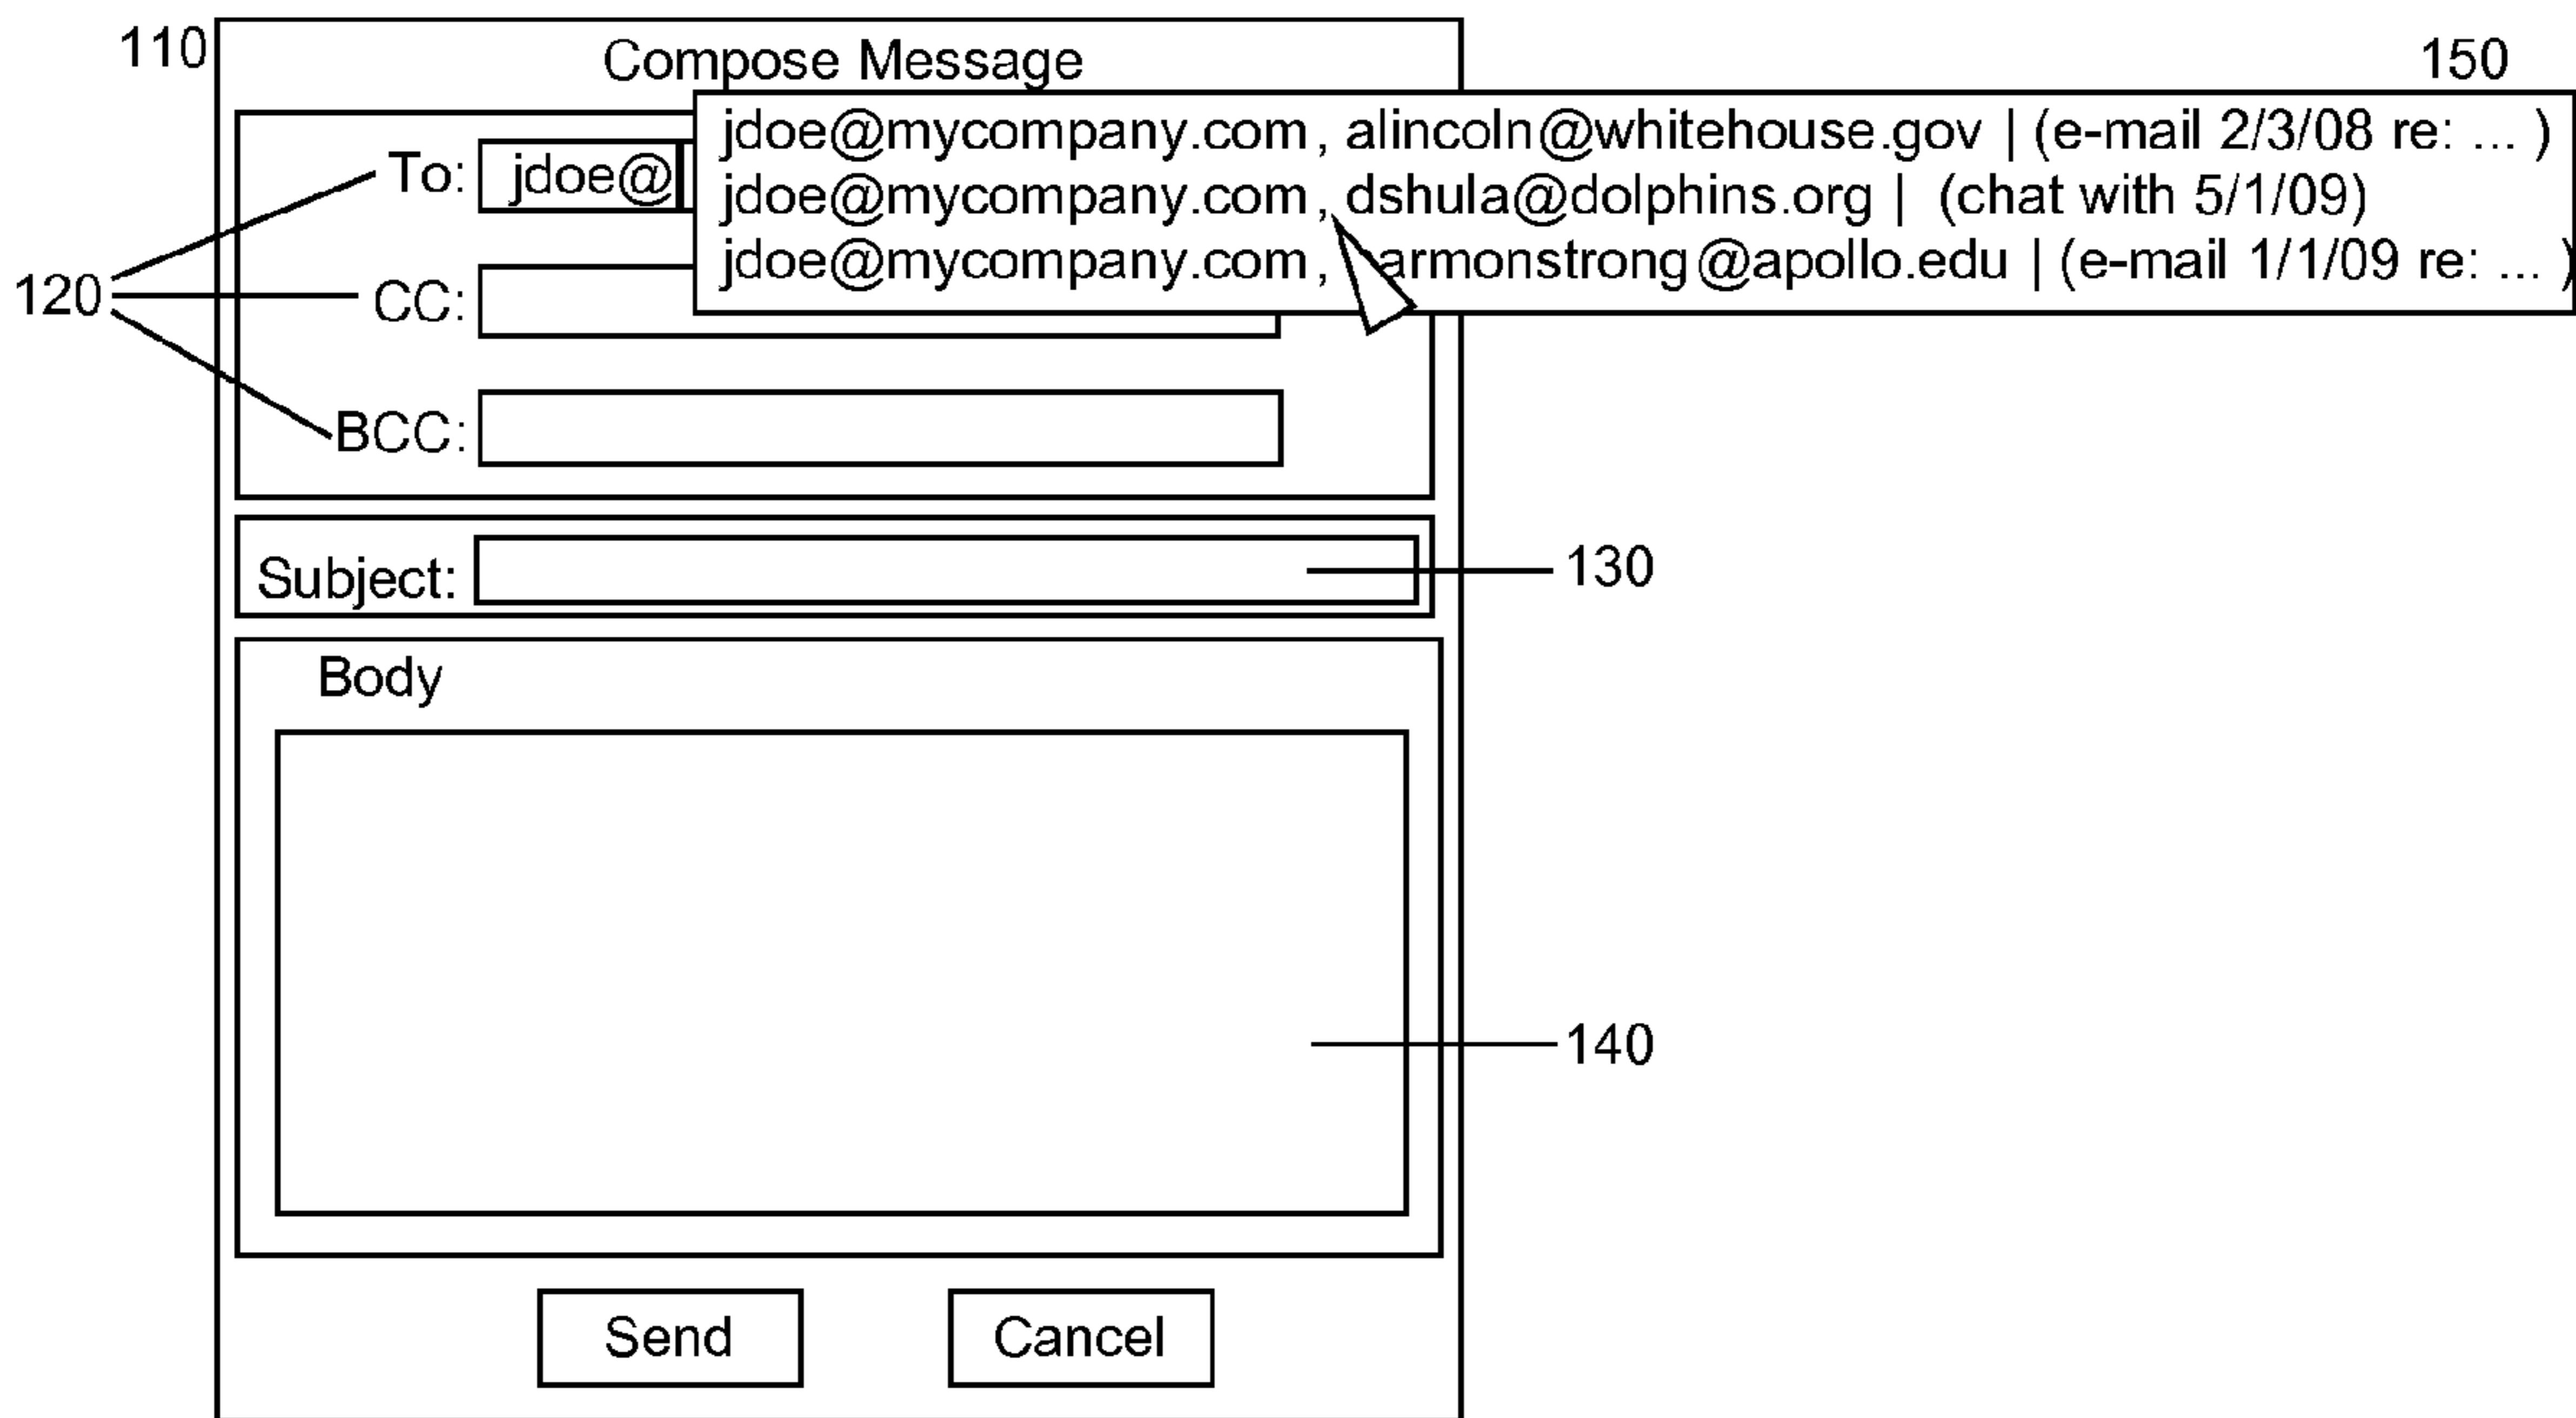 110
Compose Message
150
jdoe@mycompany.com, alincoln@whitehouse.gov | (e-mail 2/3/08 re: ... )
To: jdoe@
jdoe@mycompany.com, dshula@dolphins.org | (chat with 5/1/09)
jdoe@mycompany.com, armonstrong@apollo.edu | (e-mail 1/1/09 re: ... )
120
CC:
BCC:
Subject:
130
Body
140
Send
Cancel